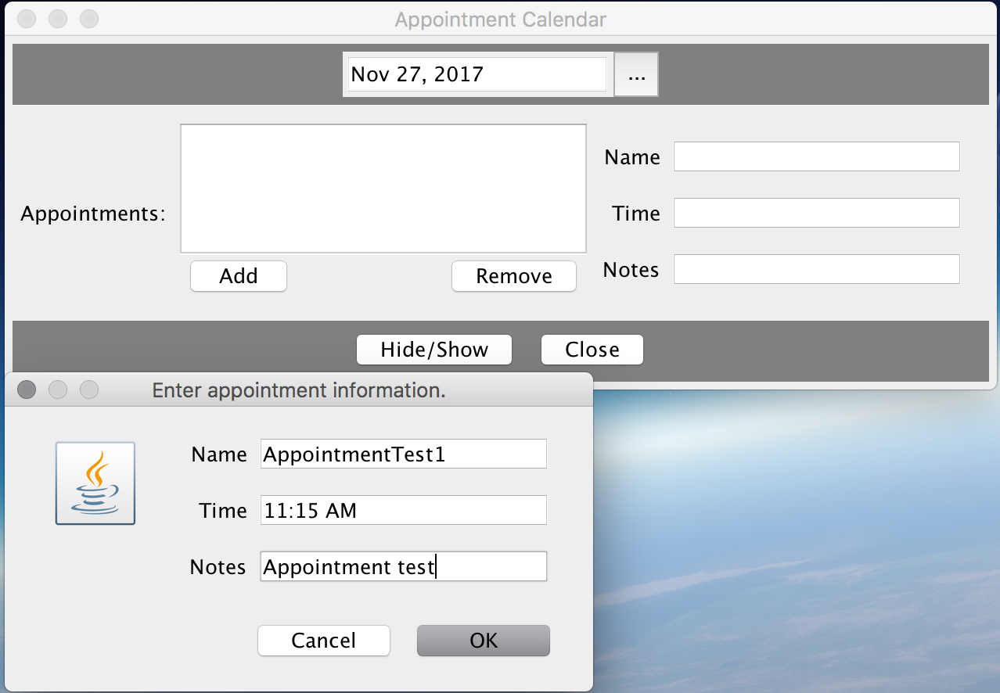 Appointment Calendar
Nov 27, 2017 ...
Name
Appointments: Time
Notes
Add Remove
Hide/Show Close
Enter appointment information.
Name AppointmentTest1
Time 11:15 AM
Notes Appointment test
Cancel OK